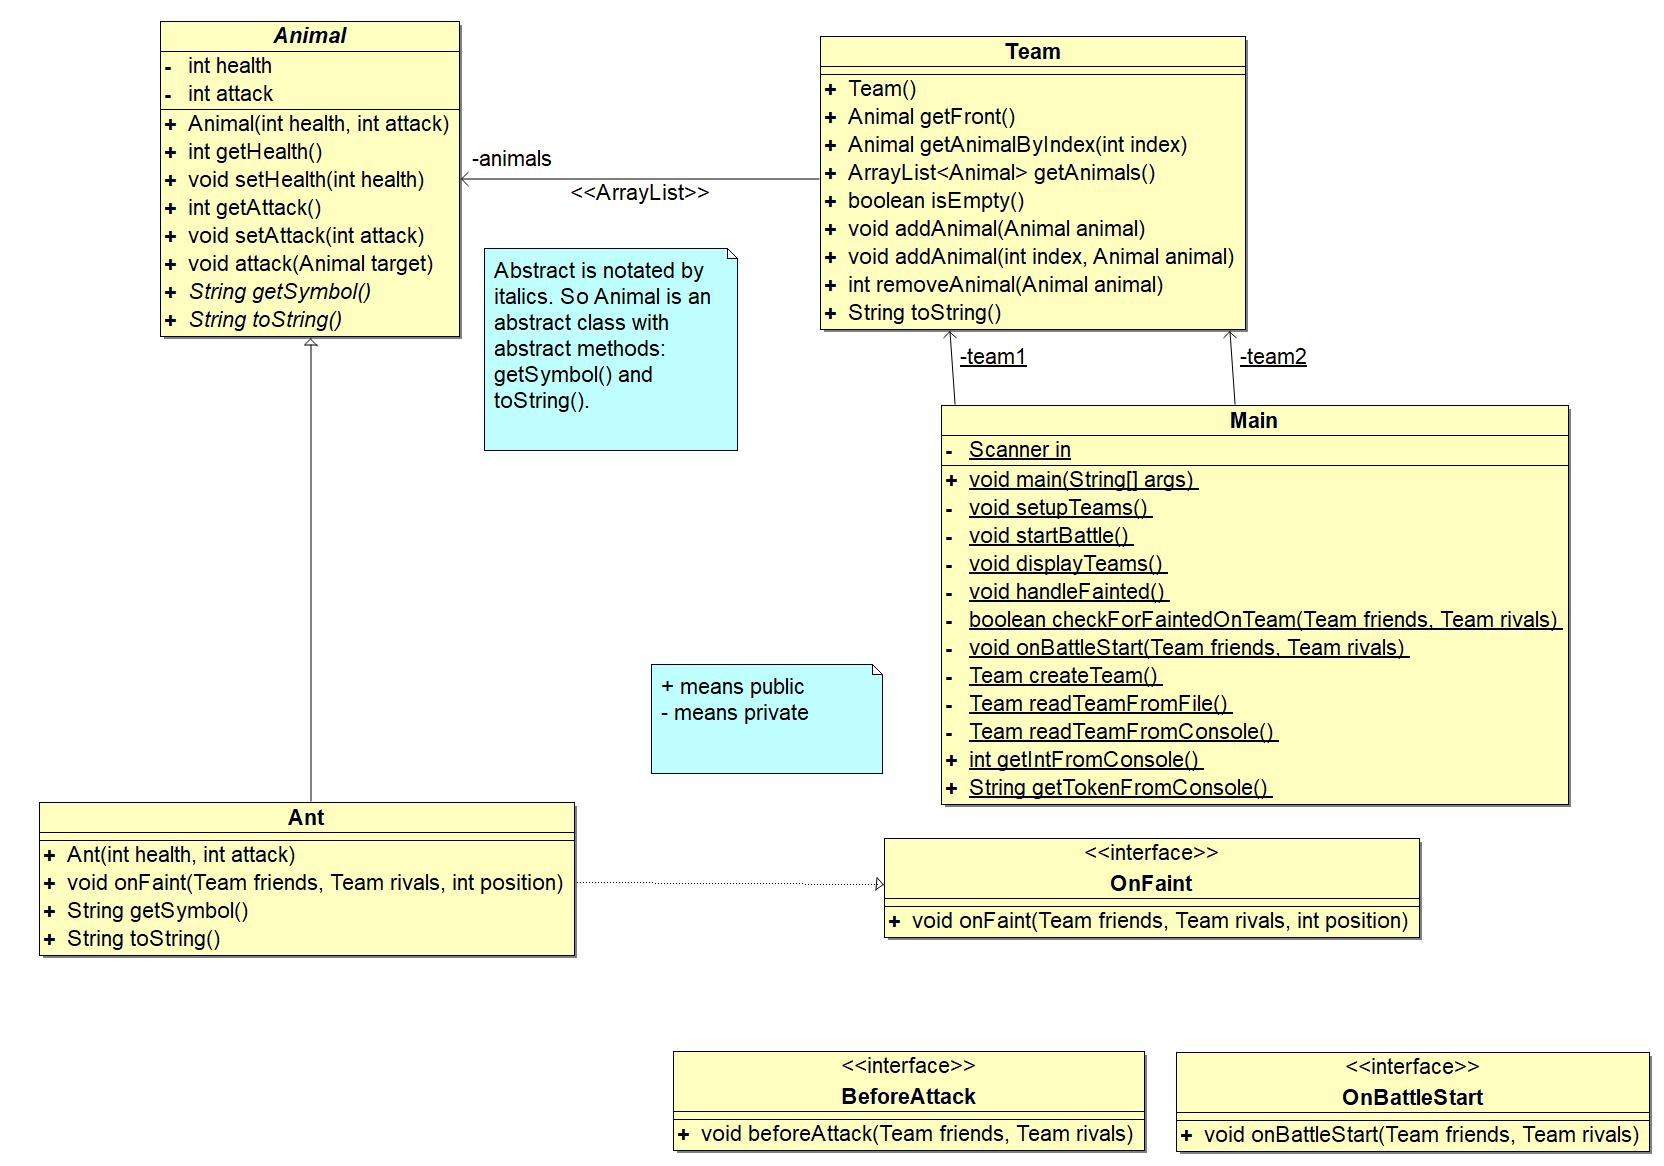 Animal
- int health
- int attack
+ Animal(int health, int attack)
+ int getHealth()
+ void setHealth(int health)
+ int getAttack()
+ void setAttack(int attack)
+ void attack(Animal target)
+ String getSymbol()
+ String toString()
-animals
<<ArrayList>>
Team
+ Team()
+ Animal getFront()
+ Animal getAnimalByIndex(int index)
+ ArrayList<Animal> getAnimals()
+ boolean isEmpty()
+ void addAnimal(Animal animal)
+ void addAnimal(int index, Animal animal)
+ int removeAnimal(Animal animal)
+ String toString()
Abstract is notated by
italics. So Animal is an
abstract class with
abstract methods:
getSymbol() and
toString().
-team1
-team2
Main
- Scanner in
+ void main(String[] args)
- void setupTeams()
- void startBattle()
- void displayTeams()
- void handleFainted()
- boolean checkForFaintedOnTeam(Team friends, Team rivals)
- void onBattleStart(Team friends, Team rivals)
- Team createTeam()
- Team readTeamFromFile()
- Team readTeamFromConsole()
+ int getIntFromConsole()
+ String getTokenFromConsole()
+ means public
- means private
Ant
+ Ant(int health, int attack)
+ void onFaint(Team friends, Team rivals, int position)
+ String getSymbol()
+ String toString()
<<interface>>
OnFaint
+ void onFaint(Team friends, Team rivals, int position)
<<interface>>
BeforeAttack
+ void beforeAttack(Team friends, Team rivals)
<<interface>>
OnBattleStart
+ void onBattleStart(Team friends, Team rivals)